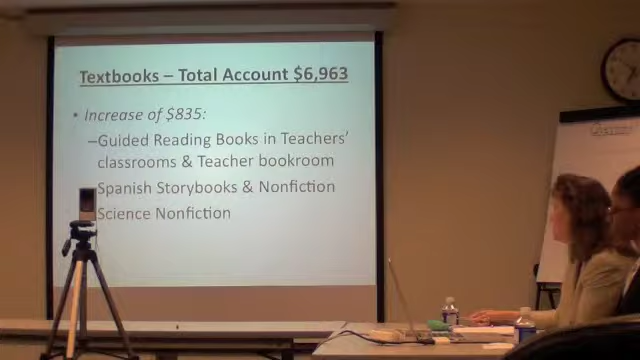 Textbooks – Total Account $6,963
• Increase of $835:
–Guided Reading Books in Teachers'
classrooms & Teacher bookroom
Spanish Storybooks & Nonfiction
Science Nonfiction